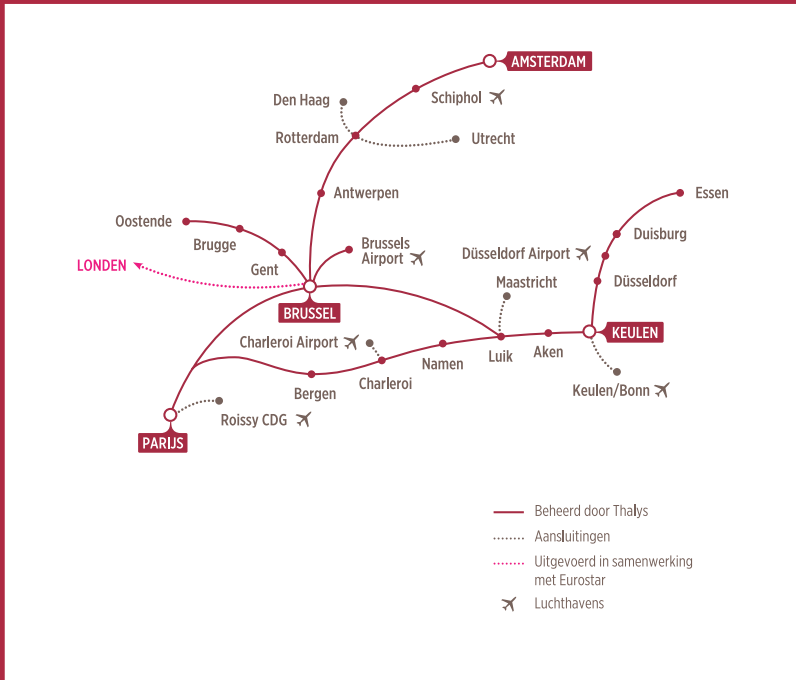 AMSTERDAM
Schiphol
Den Haag
Rotterdam
Utrecht
Antwerpen
Essen
Oostende
Brugge
Gent
Brussels
Airport
Duisburg
Düsseldorf Airport
Düsseldorf
LONDEN
Maastricht
BRUSSEL
Charleroi Airport
KEULEN
Luik
Aken
Namen
Charleroi
Bergen
Keulen/Bonn
Roissy CDG
PARIJS
Beheerd door Thalys
Aansluitingen
Uitgevoerd in samenwerking
met Eurostar
Luchthavens